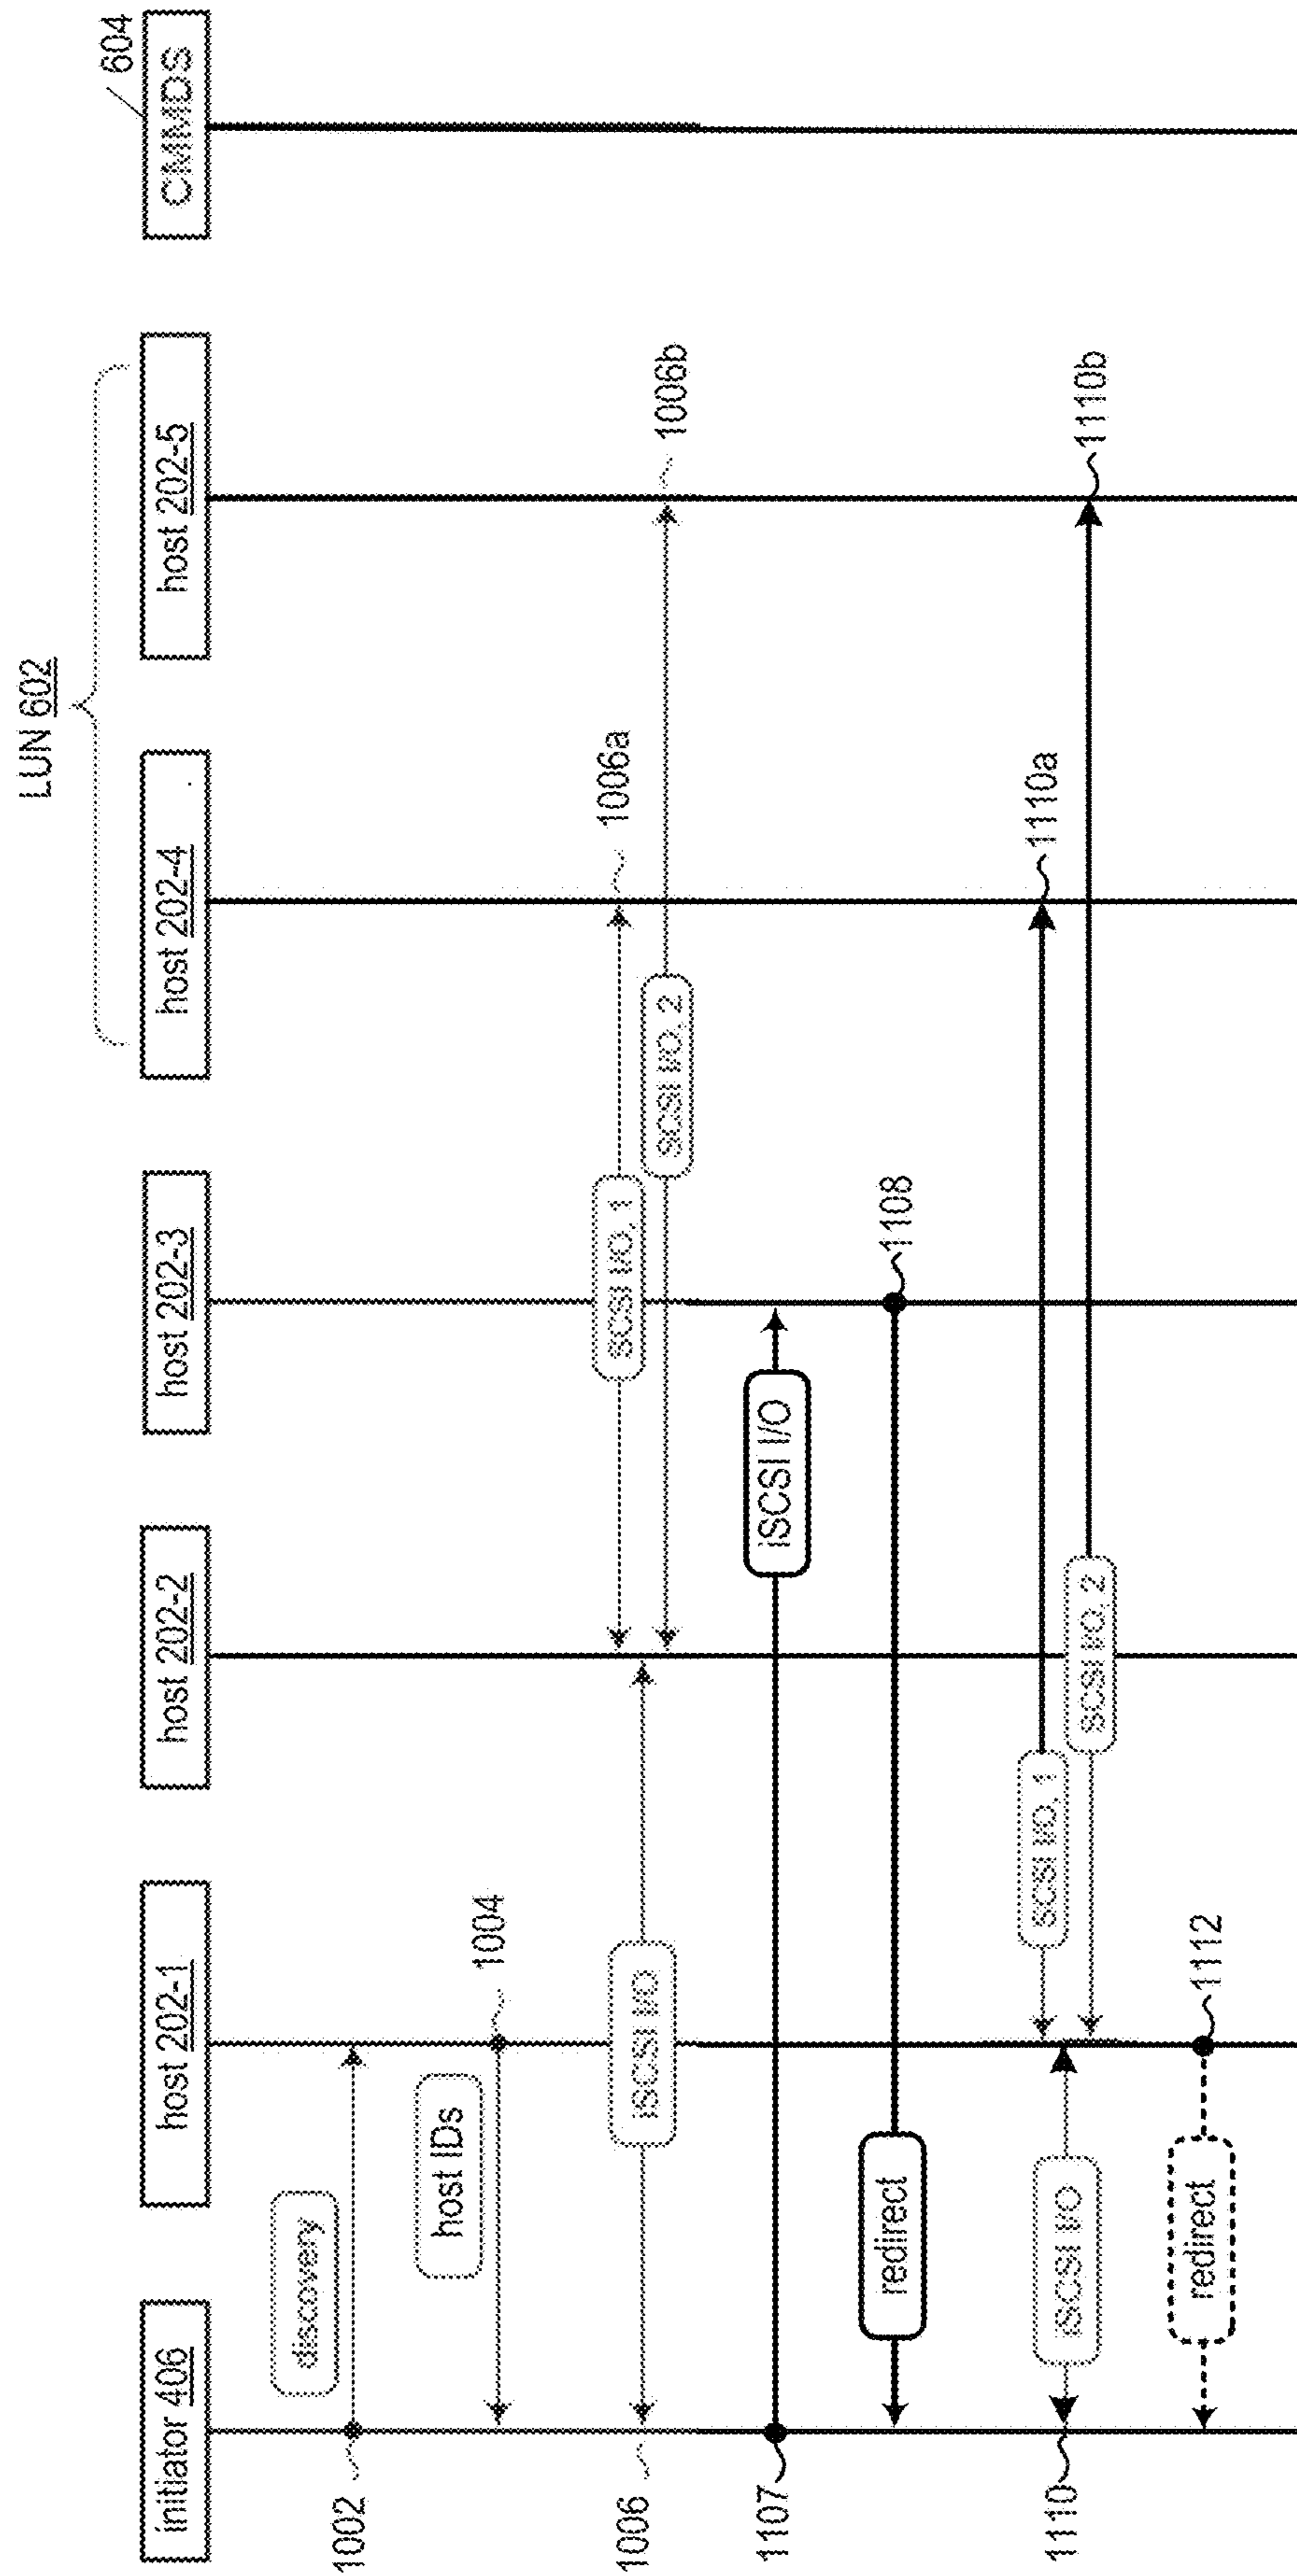 LUN 602
initiator 406
host 202-1
host 202-2
host 202-3
host 202-4
host 202-5
CMMDS
604
1002
discovery
host IDs
1004
1006
iSCSI I/O
SCSI I/O, 1
1006a
SCSI I/O, 2
1006b
1107
iSCSI I/O
redirect
1108
1110
iSCSI I/O
SCSI I/O, 1
1110a
SCSI I/O, 2
1110b
redirect
1112